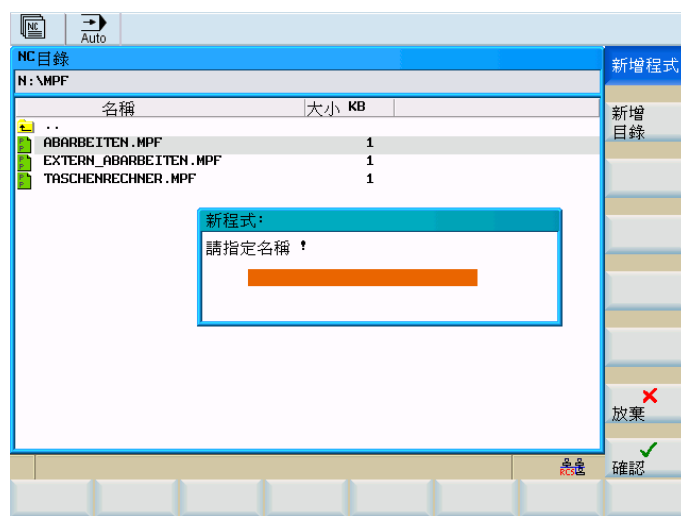 NC
Auto
NC目錄
N:\MPF
名稱 大小 KB
..
ABARBEITEN.MPF 1
EXTERN_ABARBEITEN.MPF 1
TASCHENRECHNER.MPF 1
新程式:
請指定名稱 !
RCS
新增程式
新增
目錄
放棄
確認